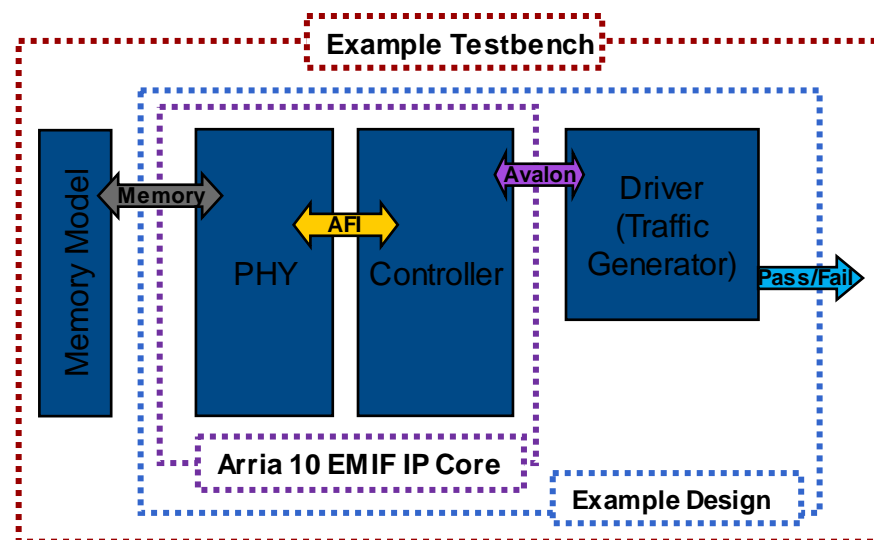 Example Testbench
Memory Model
Memory
PHY
AFI
Controller
Avalon
Driver
(Traffic
Generator)
Pass/Fail
Arria 10 EMIF IP Core
Example Design